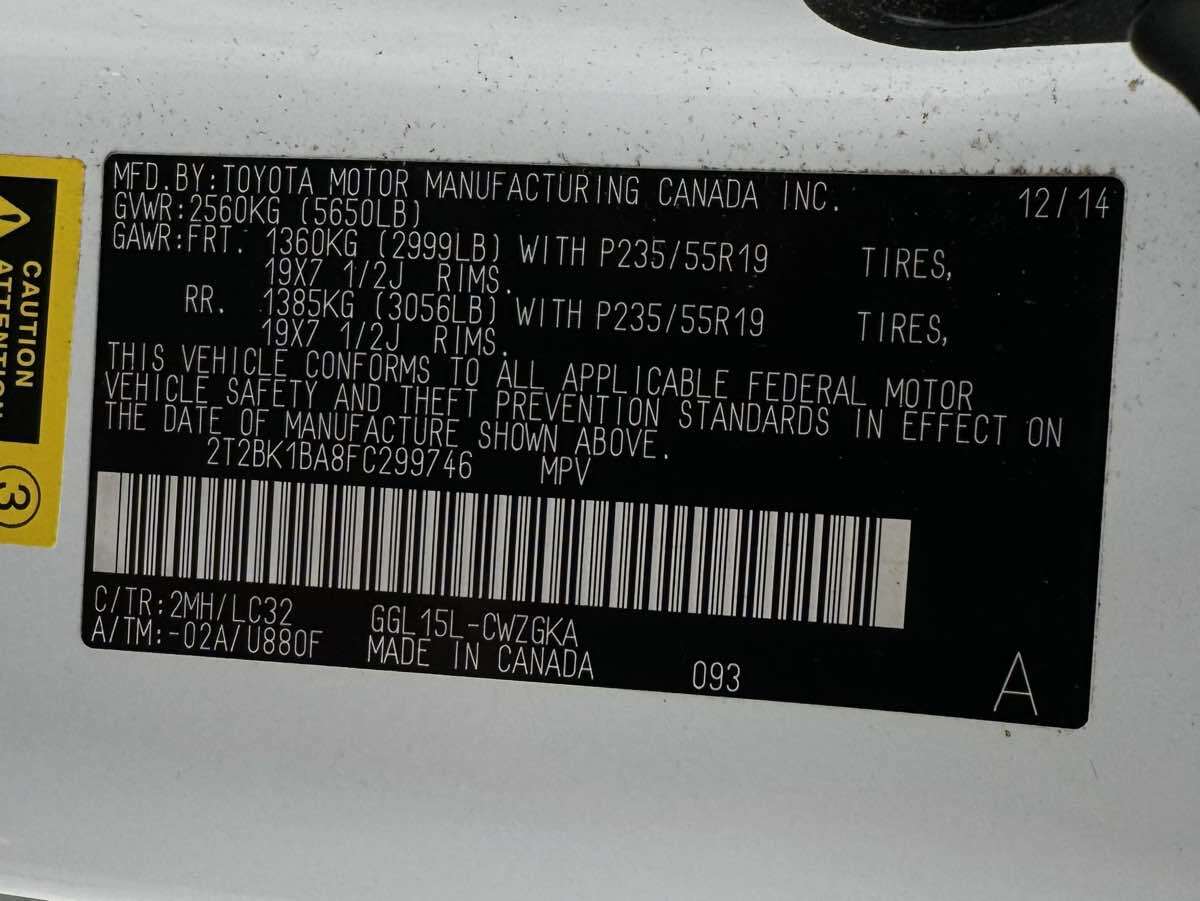 MFD.BY:TOYOTA MOTOR MANUFACTURING CANADA INC. 12/14
GVWR:2560KG (5650LB)
GAWR:FRT. 1360KG (2999LB) WITH P235/55R19 TIRES,
19X7 1/2J RIMS.
RR. 1385KG (3056LB) WITH P235/55R19 TIRES,
19X7 1/2J RIMS.
THIS VEHICLE CONFORMS TO ALL APPLICABLE FEDERAL MOTOR
VEHICLE SAFETY AND THEFT PREVENTION STANDARDS IN EFFECT ON
THE DATE OF MANUFACTURE SHOWN ABOVE.
2T2BK1BA8FC299746 MPV
C/TR:2MH/LC32 GGL15L-CWZGKA
A/TM:-02A/U880F MADE IN CANADA 093 A
CAUTION
ATTENTION
3